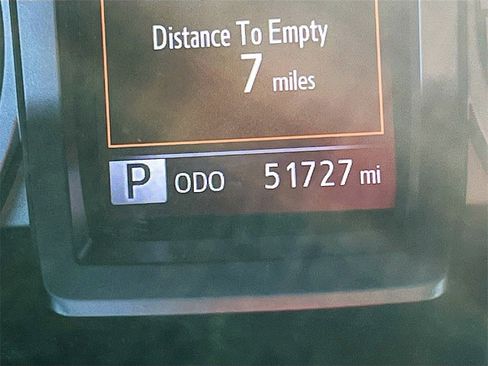 Distance To Empty
7 miles
P ODO 51727 mi